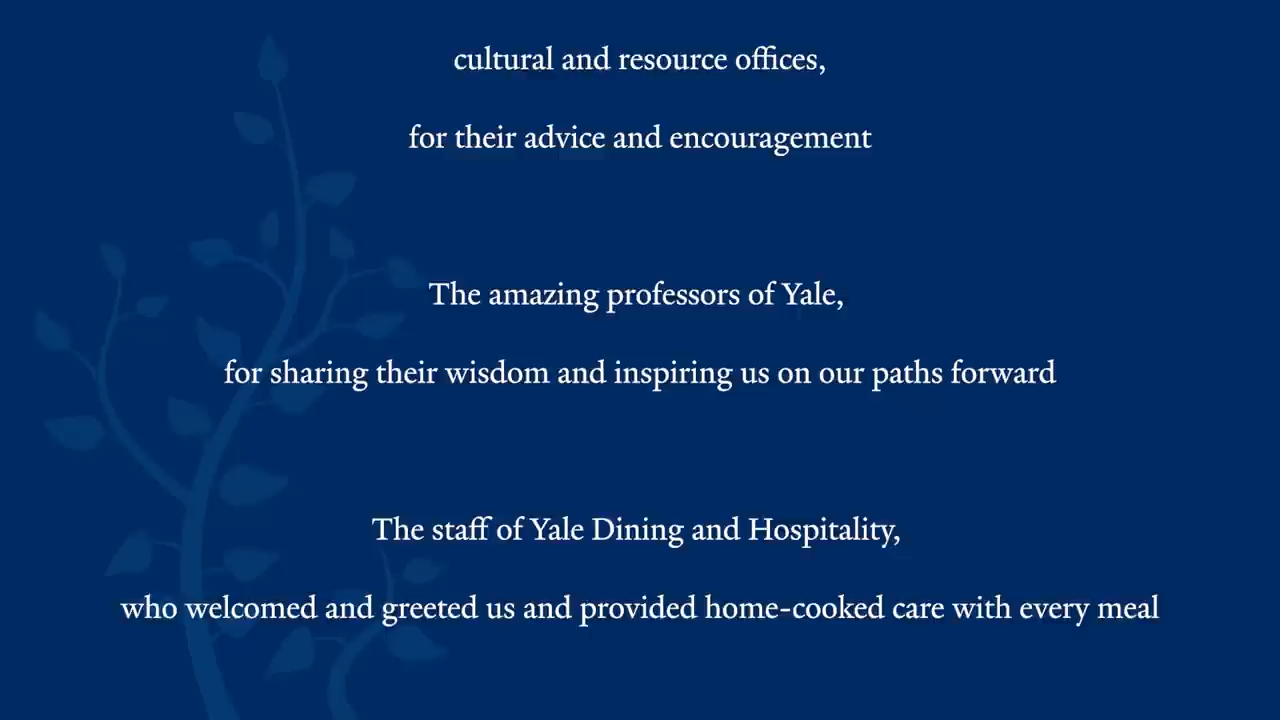 cultural and resource offices,
for their advice and encouragement
The amazing professors of Yale,
for sharing their wisdom and inspiring us on our paths forward
The staff of Yale Dining and Hospitality,
who welcomed and greeted us and provided home-cooked care with every meal